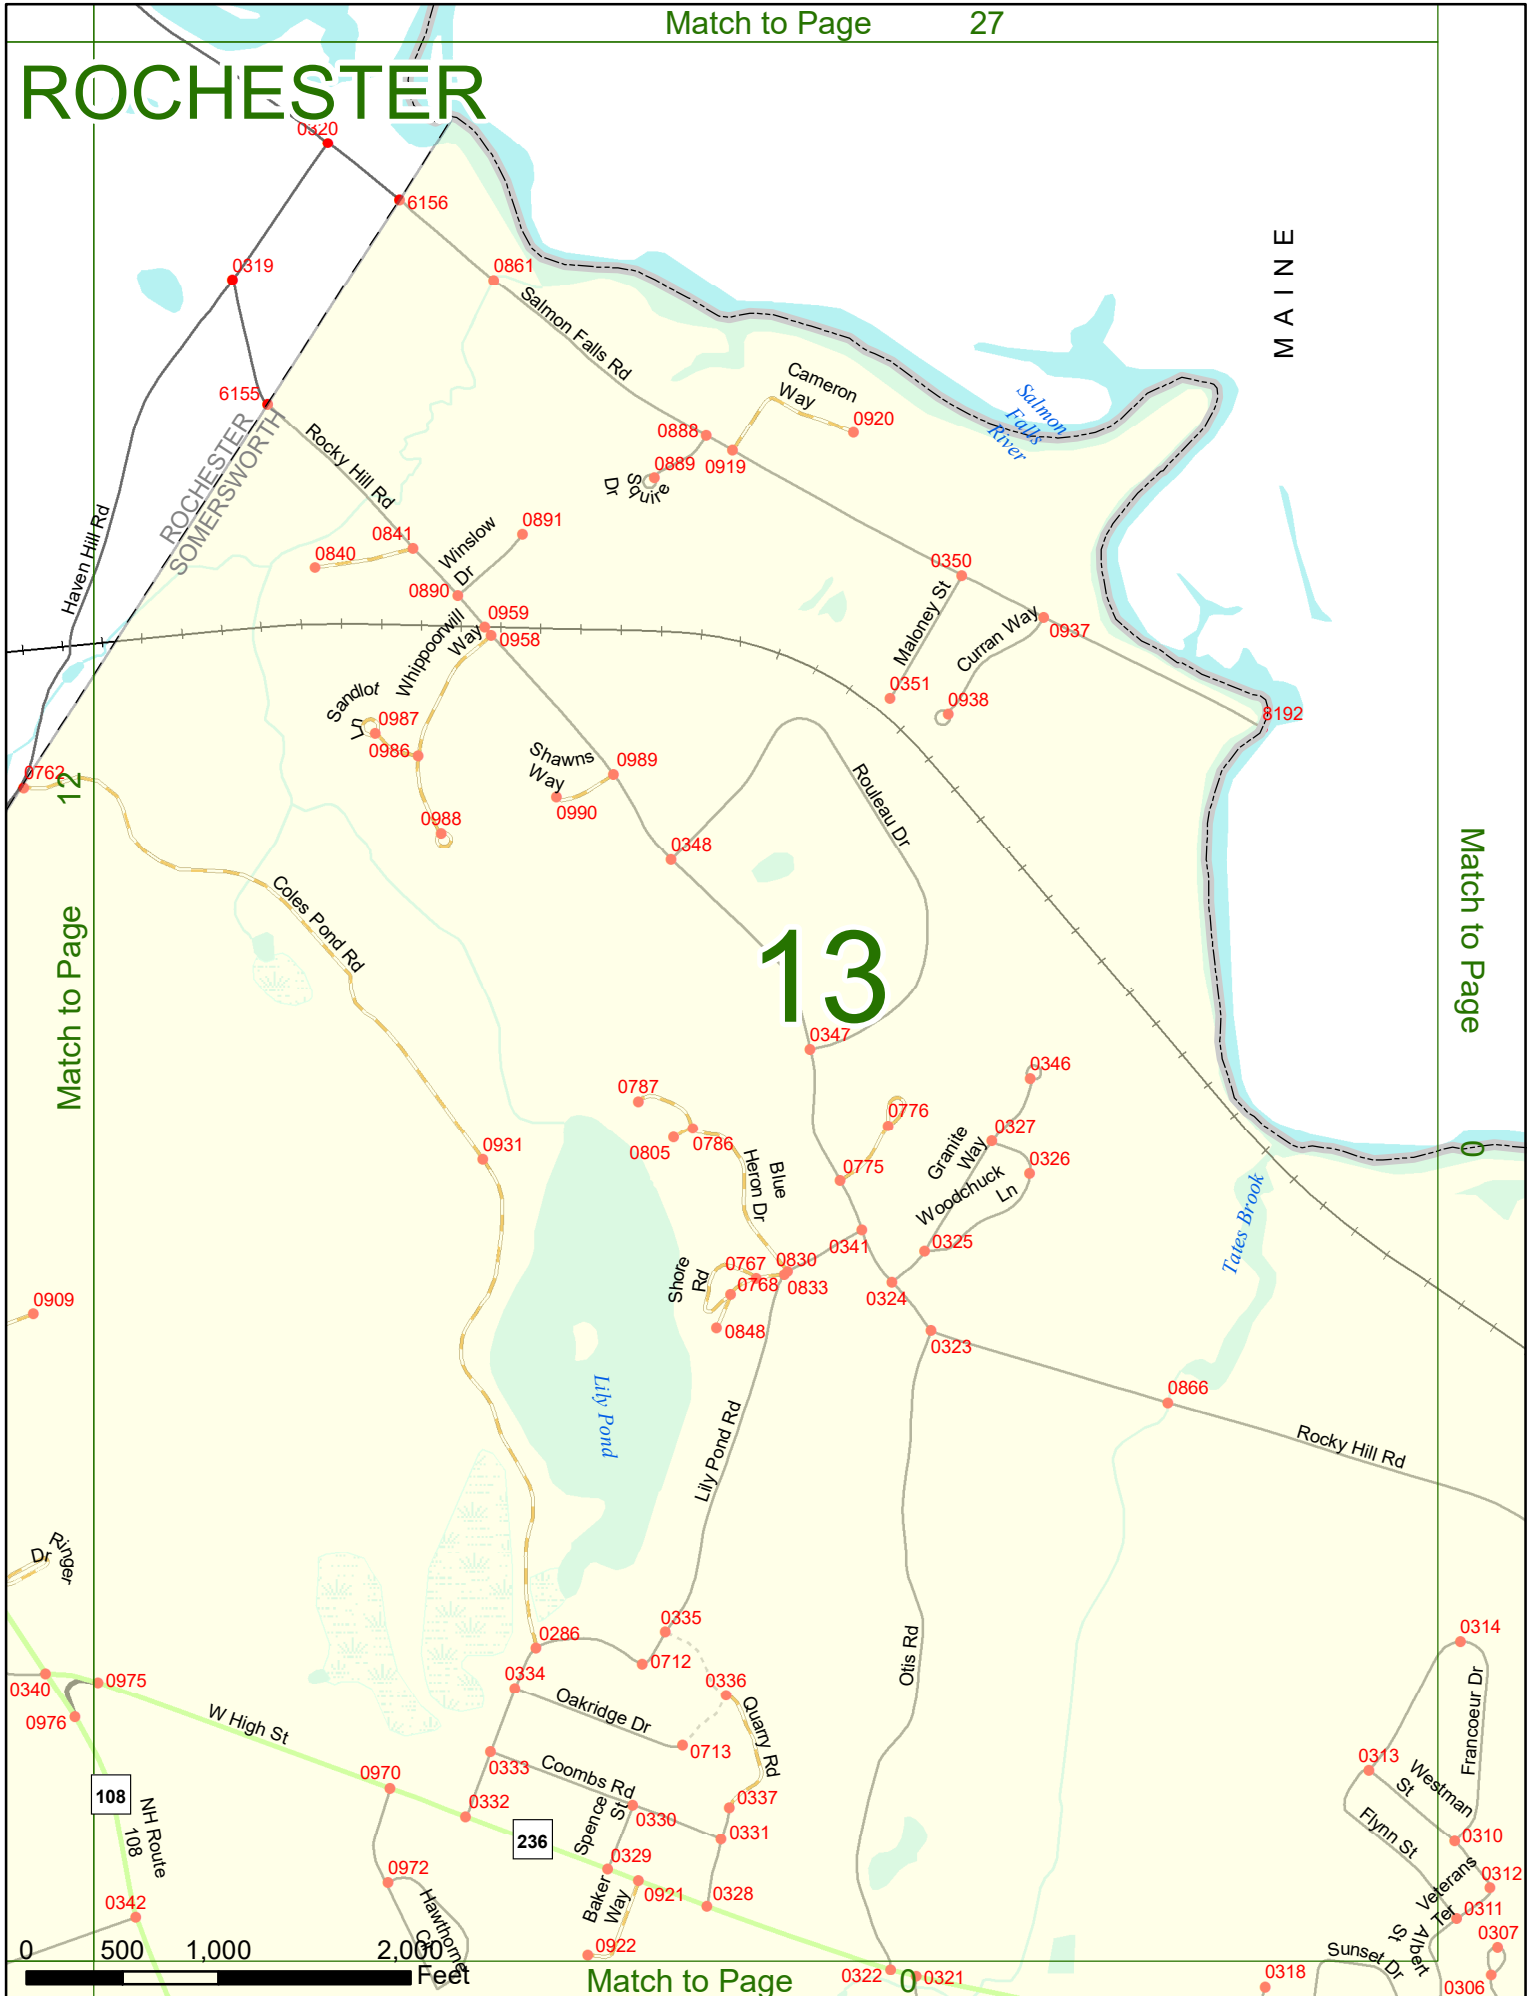 Match to Page 27
ROCHESTER
0320
6156
0319
0861
MAINE
Salmon Falls Rd
6155
ROCHESTER
SOMERSWORTH
Cameron
Way
0920
Salmon
Falls
River
0888
0919
0889
Squire
Dr
Rocky Hill Rd
Haven Hill Rd
0841
0840
Winslow
Dr
0891
0890
0350
0959
0958
Whippoorwill
Way
Maloney St
Curran Way
0937
0351
0938
8192
Sandlot
Ln
0987
0986
0988
Shawns
Way
0989
0990
0762
12
Match to Page
Rouleau Dr
0348
Coles Pond Rd
13
Match to Page
0
0347
0346
0787
0776
0805
0786
0327
Granite
Way
0326
0931
Blue
Heron Dr
0775
Woodchuck
Ln
Tates Brook
0341
0325
Shore
Rd
0767
0830
0768
0833
0324
0848
0323
0909
Lily Pond
0866
Lily Pond Rd
Rocky Hill Rd
Ringer
Dr
0335
0286
0712
0314
0334
0336
Otis Rd
0340
0975
0976
W High St
Oakridge Dr
Quarry Rd
Francoeur Dr
0713
0333
0313
Coombs Rd
Westman
St
0970
108
NH Route
108
0332
236
Spence
St
0330
0337
0331
Flynn St
0310
0972
0329
0921
0328
Baker
Way
Veterans
Ter
0312
0311
0342
Hawthorne
Cir
0922
Albert
St
0307
Sunset Dr
0306
0322
0321
0318
0 500 1,000 2,000
Feet
Match to Page 0